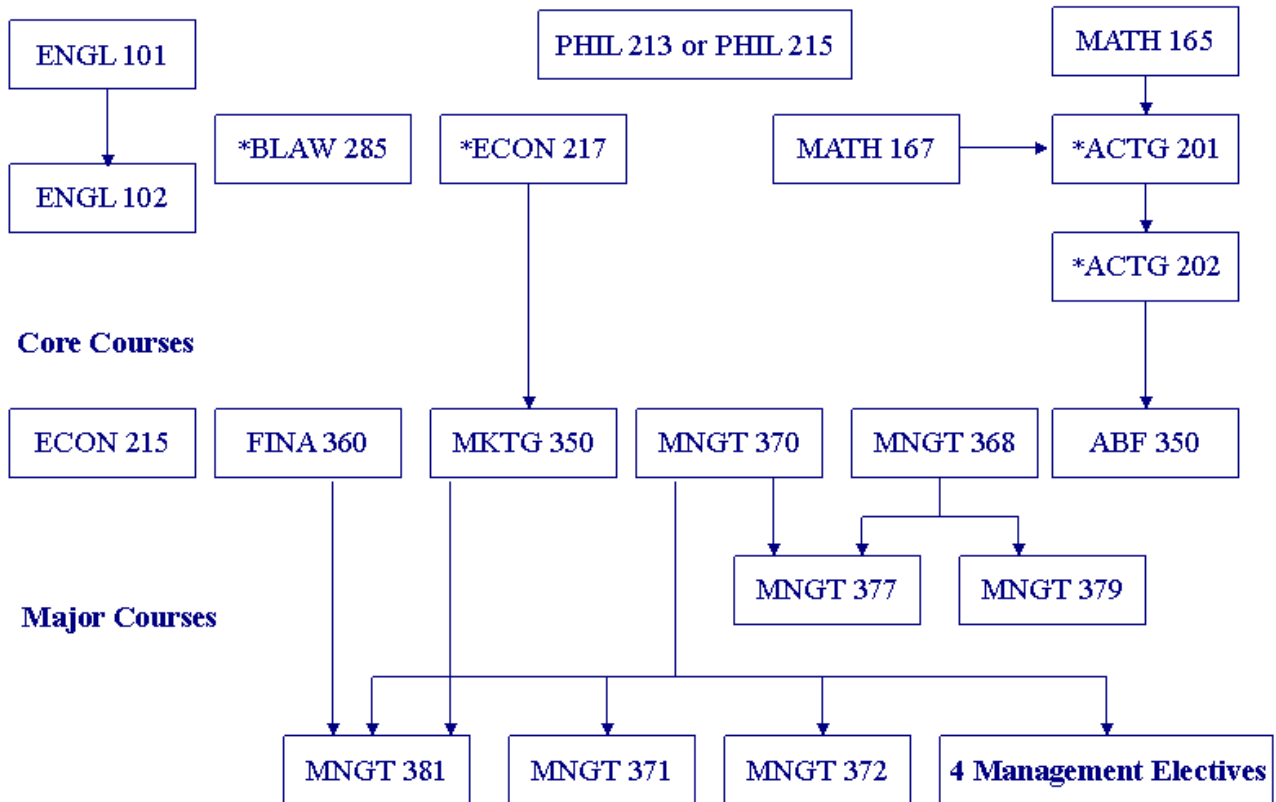 ENGL 101
PHIL 213 or PHIL 215
MATH 165
*BLAW 285
*ECON 217
MATH 167
*ACTG 201
ENGL 102
*ACTG 202
Core Courses
ECON 215
FINA 360
MKTG 350
MNGT 370
MNGT 368
ABF 350
MNGT 377
MNGT 379
Major Courses
MNGT 381
MNGT 371
MNGT 372
4 Management Electives